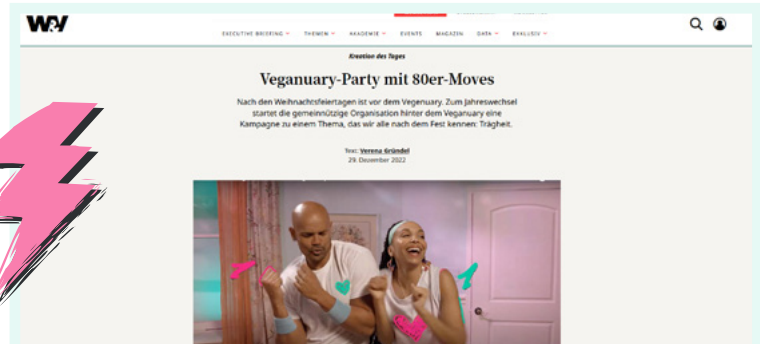 W&V
EXECUTIVE BRIEFING THEMEN AKADEMIE EVENTS MAGAZIN DATA EXKLUSIV
Kreation des Tages
Veganuary-Party mit 80er-Moves
Nach den Weihnachtsfeiertagen ist vor dem Vegenuary. Zum Jahreswechsel
startet die gemeinnützige Organisation hinter dem Veganuary eine
Kampagne zu einem Thema, das wir alle nach dem Fest kennen: Trägheit.
Text: Verena Gründel
29. Dezember 2022